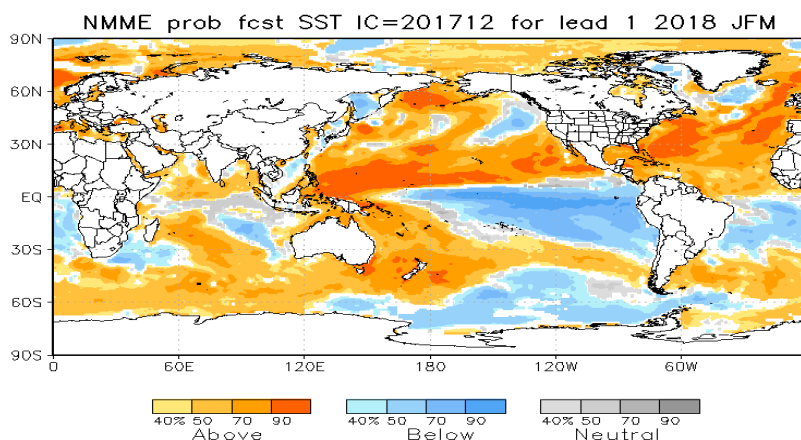 NMME prob fcst SST IC=201712 for lead 1 2018 JFM
90N
60N
30N
EQ
30S
60S
90S
0 60E 120E 180 120W 60W
40% 50 70 90 40% 50 70 90 40% 50 70 90
Above Below Neutral